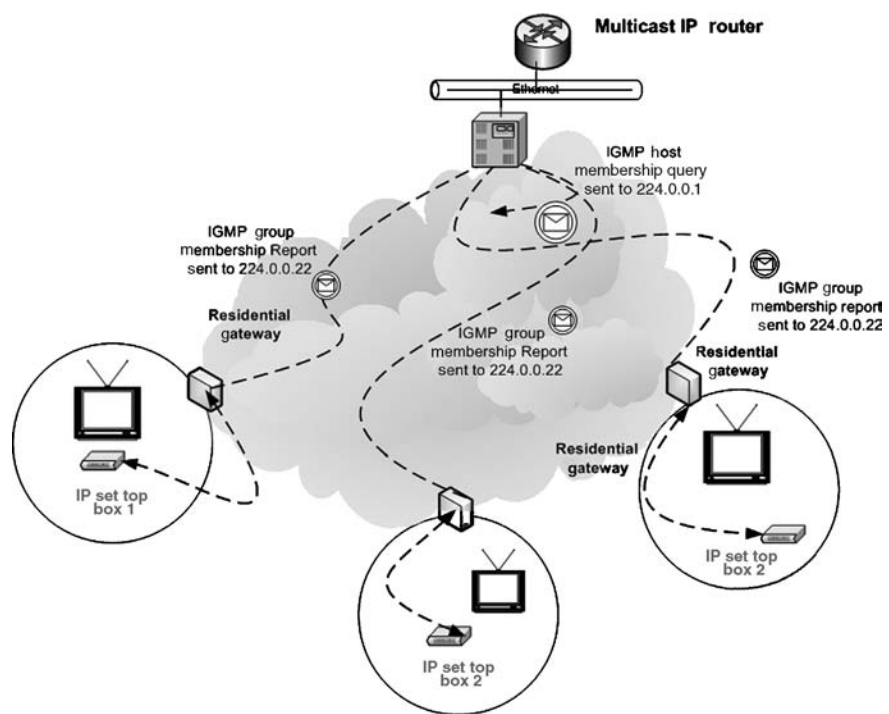 Multicast IP router
Ethernet
IGMP host
membership query
sent to 224.0.0.1
IGMP group
membership Report
sent to 224.0.0.22
IGMP group
membership report
sent to 224.0.0.22
Residential
gateway
IGMP group
membership Report
sent to 224.0.0.22
Residential
gateway
Residential
gateway
IP set top
box 1
IP set top
box 2
IP set top
box 2